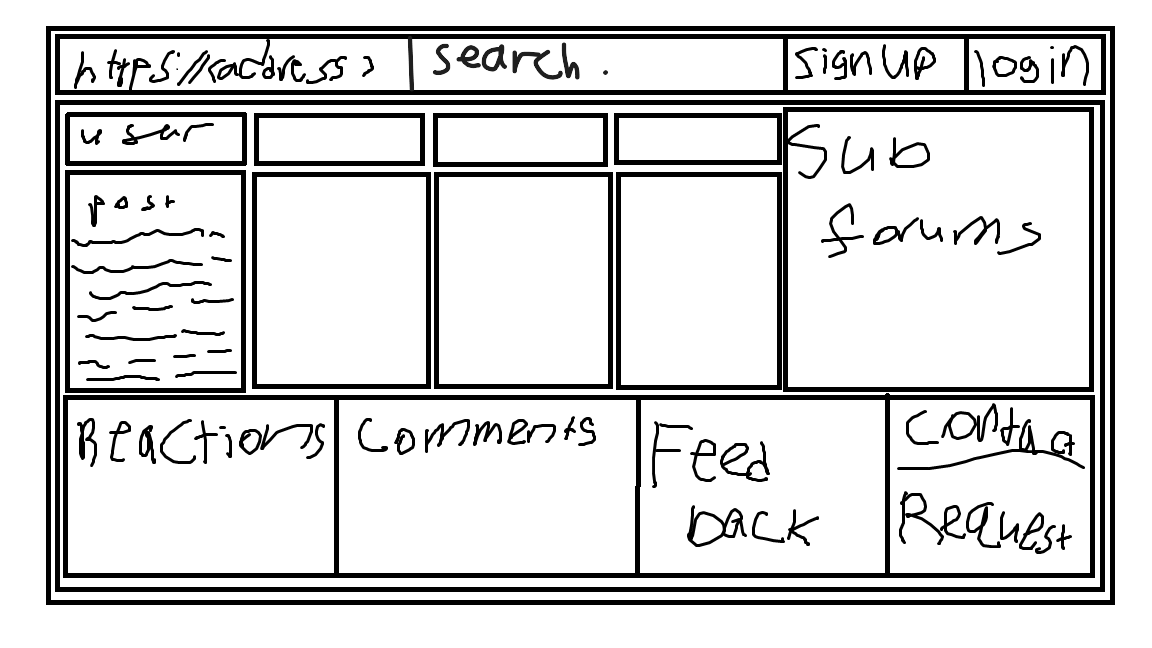 https://<address>
search.
sign up
login
user
post
Sub
forums
Reactions
Comments
Feed
back
Contact
Request